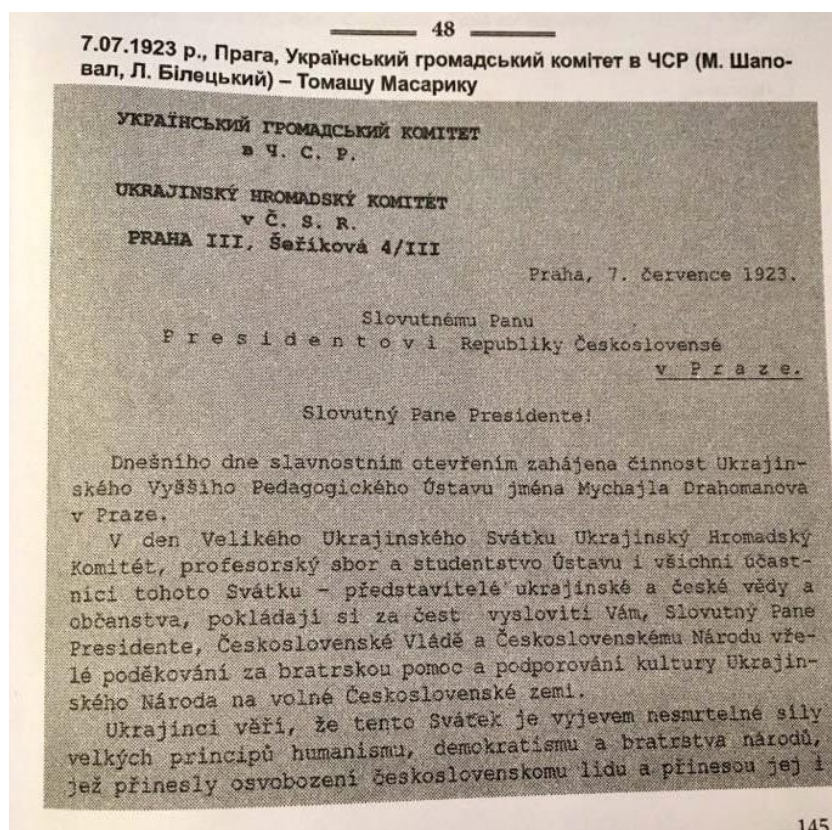 48
7.07.1923 р., Прага, Український громадський комітет в ЧСР (М. Шапо-
вал, Л. Білецький) – Томашу Масарику
УКРАЇНСЬКИЙ ГРОМАДСЬКИЙ КОМІТЕТ
в Ч. С. Р.
UKRAJINSKÝ HROMADSKÝ KOMITÉT
v Č. S. R.
PRAHA III, Šeříková 4/III
Praha, 7. července 1923.
Slovutnému Panu
P r e s i d e n t o v i Republiky Československé
v P r a z e.
Slovutný Pane Presidente!
Dnešního dne slavnostním otevřením zahájena činnost Ukrajin-
ského Vyššího Pedagogického Ústavu jména Mychajla Drahomanova
v Praze.
V den Velikého Ukrajinského Svátku Ukrajinský Hromadský
Komitét, profesorský sbor a studentstvo Ústavu i všichni účast-
níci tohoto Svátku – představitelé ukrajinské a české vědy a
občanstva, pokládají si za čest vysloviti Vám, Slovutný Pane
Presidente, Československé Vládě a Československému Národu vře-
lé poděkování za bratrskou pomoc a podporování kultury Ukrajin-
ského Národa na volné Československé zemi.
Ukrajinci věří, že tento Svátek je výjevem nesmrtelné síly
velkých principů humanismu, demokratismu a bratrstva národů,
jež přinesly osvobození československomu lidu a přinesou jej i
145